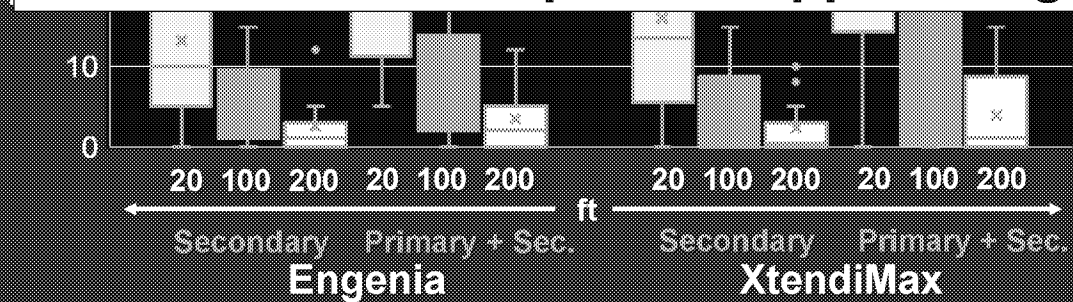 10
0
20 100 200 20 100 200 20 100 200 20 100 200
ft
Secondary Primary + Sec. Secondary Primary + Sec.
Engenia XtendiMax